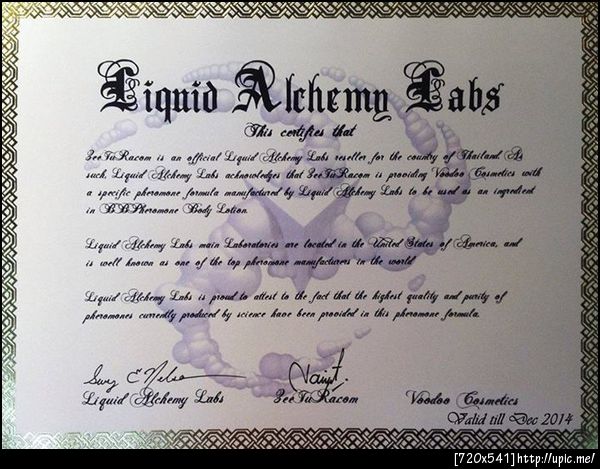 Liquid Alchemy Labs
This certifies that
ZeeTuRacom is an official Liquid Alchemy Labs reseller for the country of Thailand. As
such, Liquid Alchemy Labs acknowledges that ZeeTuRacom is providing Voodoo Cosmetics with
a specific pheromone formula manufactured by Liquid Alchemy Labs to be used as an ingredient
in BBPheromone Body Lotion.
Liquid Alchemy Labs main Laboratories are located in the United States of America, and
is well known as one of the top pheromone manufacturers in the world
Liquid Alchemy Labs is proud to attest to the fact that the highest quality and purity of
pheromones currently produced by science have been provided in this pheromone formula.
Liquid Alchemy Labs
ZeeTuRacom
Voodoo Cosmetics
Valid till Dec 2014
[720x541]http://upic.me/